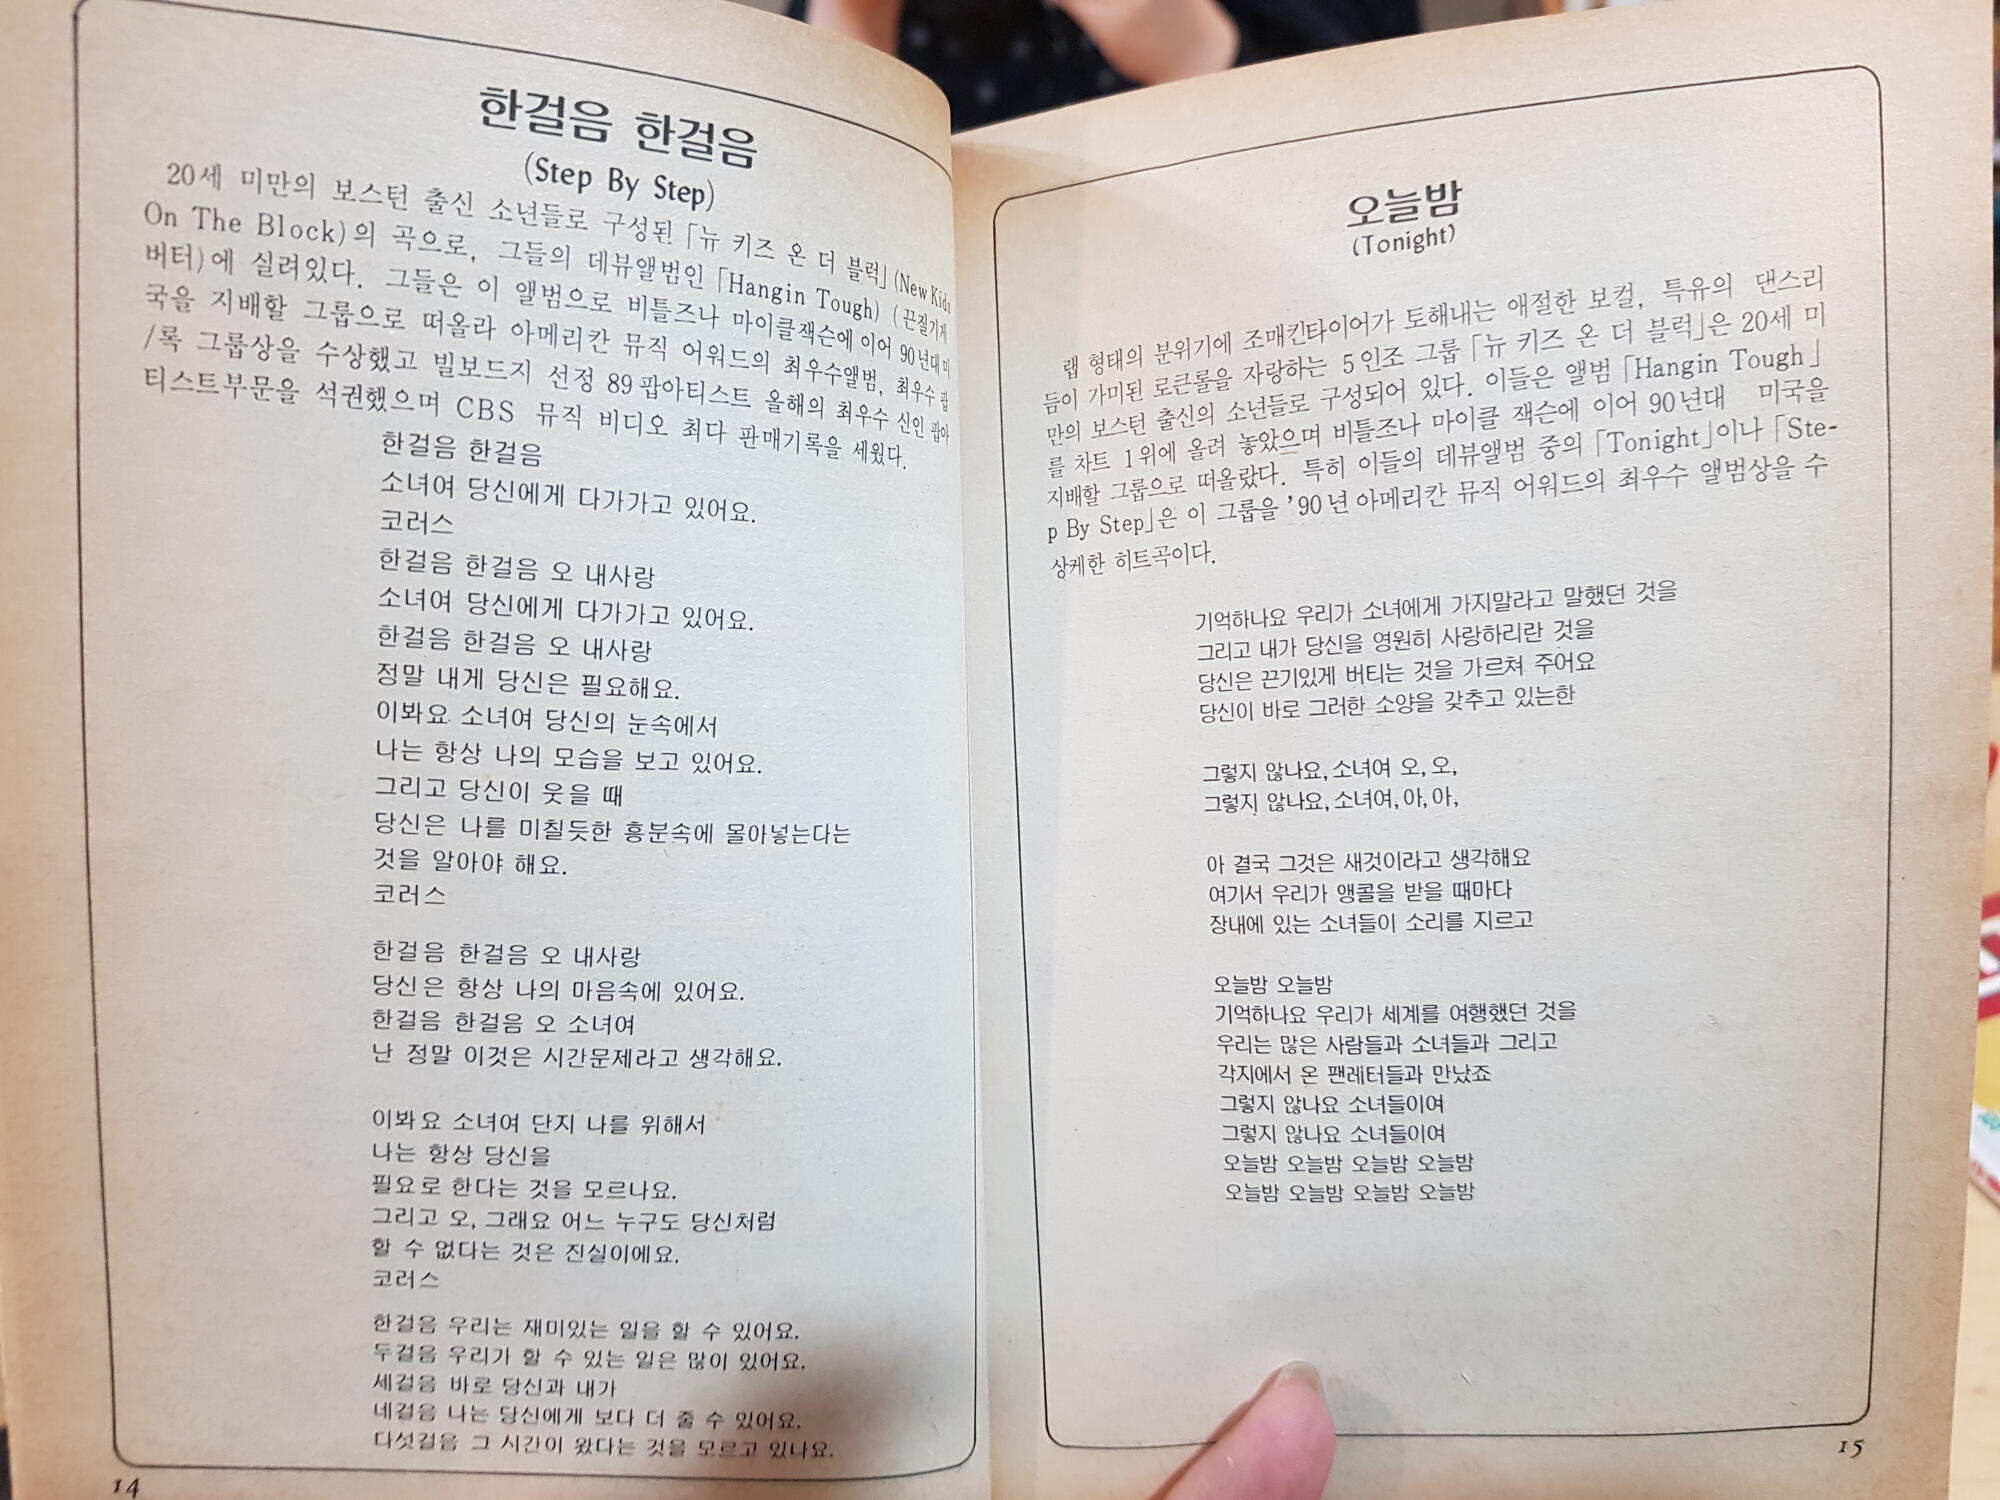 한걸음 한걸음
(Step By Step)
20세 미만의 보스턴 출신 소년들로 구성된 「뉴 키즈 온 더 블럭」(New Kids
On The Block)의 곡으로, 그들의 데뷰앨범인 「Hangin Tough」 (끈질기게
버터)에 실려있다. 그들은 이 앨범으로 비틀즈나 마이클잭슨에 이어 90년대 미
국을 지배할 그룹으로 떠올라 아메리칸 뮤직 어워드의 최우수앨범, 최우수 팝
/록 그룹상을 수상했고 빌보드지 선정 89 팝아티스트 올해의 최우수 신인 팝아
티스트부문을 석권했으며 CBS 뮤직 비디오 최다 판매기록을 세웠다.
한걸음 한걸음
소녀여 당신에게 다가가고 있어요.
코러스
한걸음 한걸음 오 내사랑
소녀여 당신에게 다가가고 있어요.
한걸음 한걸음 오 내사랑
정말 내게 당신은 필요해요.
이봐요 소녀여 당신의 눈속에서
나는 항상 나의 모습을 보고 있어요.
그리고 당신이 웃을 때
당신은 나를 미칠듯한 흥분속에 몰아넣는다는
것을 알아야 해요.
코러스
한걸음 한걸음 오 내사랑
당신은 항상 나의 마음속에 있어요.
한걸음 한걸음 오 소녀여
난 정말 이것은 시간문제라고 생각해요.
이봐요 소녀여 단지 나를 위해서
나는 항상 당신을
필요로 한다는 것을 모르나요.
그리고 오, 그래요 어느 누구도 당신처럼
할 수 없다는 것은 진실이에요.
코러스
한걸음 우리는 재미있는 일을 할 수 있어요.
두걸음 우리가 할 수 있는 일은 많이 있어요.
세걸음 바로 당신과 내가
네걸음 나는 당신에게 보다 더 줄 수 있어요.
다섯걸음 그 시간이 왔다는 것을 모르고 있나요.
14
오늘밤
(Tonight)
랩 형태의 분위기에 조매킨타이어가 토해내는 애절한 보컬, 특유의 댄스리
듬이 가미된 로큰롤을 자랑하는 5인조 그룹 「뉴 키즈 온 더 블럭」은 20세 미
만의 보스턴 출신의 소년들로 구성되어 있다. 이들은 앨범 「Hangin Tough」
를 차트 1위에 올려 놓았으며 비틀즈나 마이클 잭슨에 이어 90년대 미국을
지배할 그룹으로 떠올랐다. 특히 이들의 데뷰앨범 중의 「Tonight」이나 「Ste-
p By Step」은 이 그룹을 '90년 아메리칸 뮤직 어워드의 최우수 앨범상을 수
상케한 히트곡이다.
기억하나요 우리가 소녀에게 가지말라고 말했던 것을
그리고 내가 당신을 영원히 사랑하리란 것을
당신은 끈기있게 버티는 것을 가르쳐 주어요
당신이 바로 그러한 소양을 갖추고 있는한
그렇지 않나요, 소녀여 오, 오,
그렇지 않나요, 소녀여, 아, 아,
아 결국 그것은 새것이라고 생각해요
여기서 우리가 앵콜을 받을 때마다
장내에 있는 소녀들이 소리를 지르고
오늘밤 오늘밤
기억하나요 우리가 세계를 여행했던 것을
우리는 많은 사람들과 소녀들과 그리고
각지에서 온 팬레터들과 만났죠
그렇지 않나요 소녀들이여
그렇지 않나요 소녀들이여
오늘밤 오늘밤 오늘밤 오늘밤
오늘밤 오늘밤 오늘밤 오늘밤
15